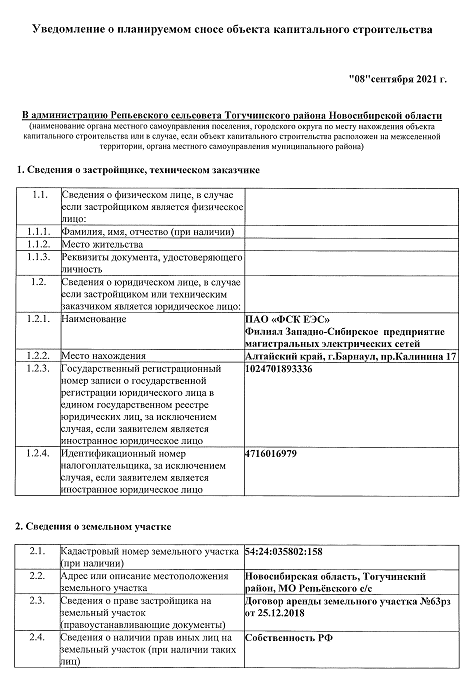 Уведомление о планируемом сносе объекта капитального строительства
"08"сентября 2021 г.
В администрацию Репьевского сельсовета Тогучинского района Новосибирской области
(наименование органа местного самоуправления поселения, городского округа по месту нахождения объекта
капитального строительства или в случае, если объект капитального строительства расположен на межселенной
территории, органа местного самоуправления муниципального района)
1. Сведения о застройщике, техническом заказчике
1.1. Сведения о физическом лице, в случае
если застройщиком является физическое
лицо:
1.1.1. Фамилия, имя, отчество (при наличии)
1.1.2. Место жительства
1.1.3. Реквизиты документа, удостоверяющего
личность
1.2. Сведения о юридическом лице, в случае
если застройщиком или техническим
заказчиком является юридическое лицо:
1.2.1. Наименование ПАО «ФСК ЕЭС»
Филиал Западно-Сибирское предприятие
магистральных электрических сетей
1.2.2. Место нахождения Алтайский край, г.Барнаул, пр.Калинина 17
1.2.3. Государственный регистрационный 1024701893336
номер записи о государственной
регистрации юридического лица в
едином государственном реестре
юридических лиц, за исключением
случая, если заявителем является
иностранное юридическое лицо
1.2.4. Идентификационный номер 4716016979
налогоплательщика, за исключением
случая, если заявителем является
иностранное юридическое лицо
2. Сведения о земельном участке
2.1. Кадастровый номер земельного участка 54:24:035802:158
(при наличии)
2.2. Адрес или описание местоположения Новосибирская область, Тогучинский
земельного участка район, МО Репьёвского с/с
2.3. Сведения о праве застройщика на Договор аренды земельного участка №63рз
земельный участок от 25.12.2018
(правоустанавливающие документы)
2.4. Сведения о наличии прав иных лиц на Собственность РФ
земельный участок (при наличии таких
лиц)